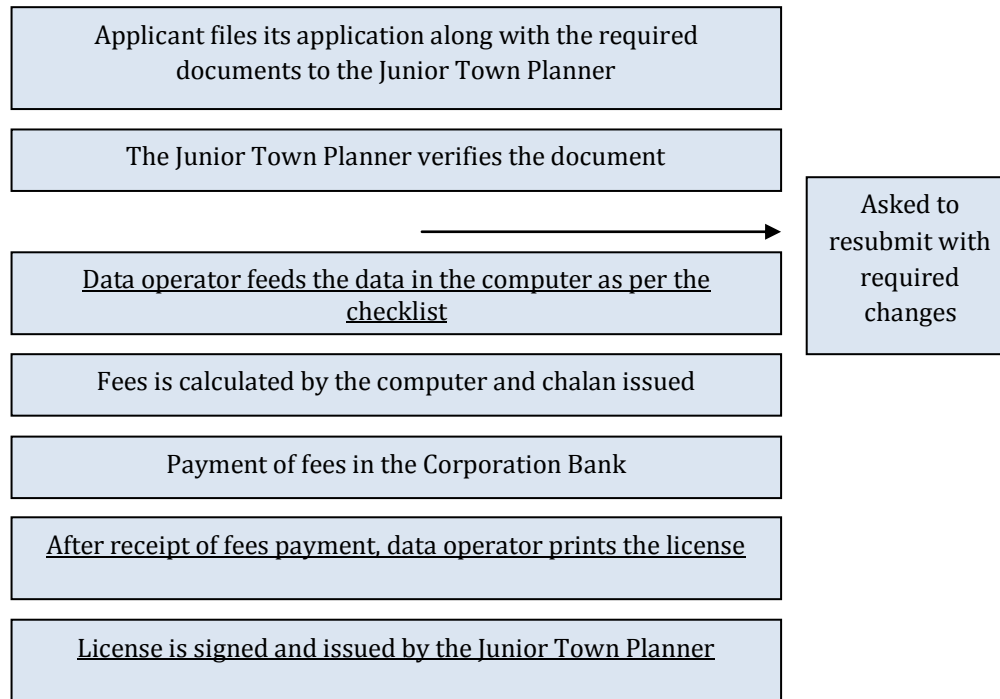 Applicant files its application along with the required
documents to the Junior Town Planner
The Junior Town Planner verifies the document
Asked to
resubmit with
required
changes
Data operator feeds the data in the computer as per the
checklist
Fees is calculated by the computer and chalan issued
Payment of fees in the Corporation Bank
After receipt of fees payment, data operator prints the license
License is signed and issued by the Junior Town Planner